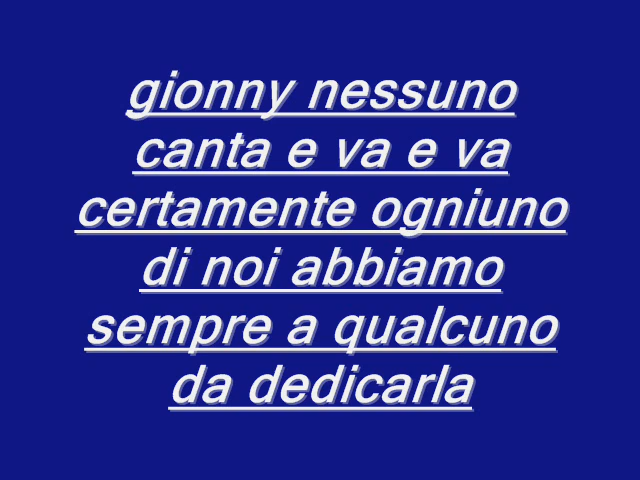 gionny nessuno
canta e va e va
certamente ogniuno
di noi abbiamo
sempre a qualcuno
da dedicarla